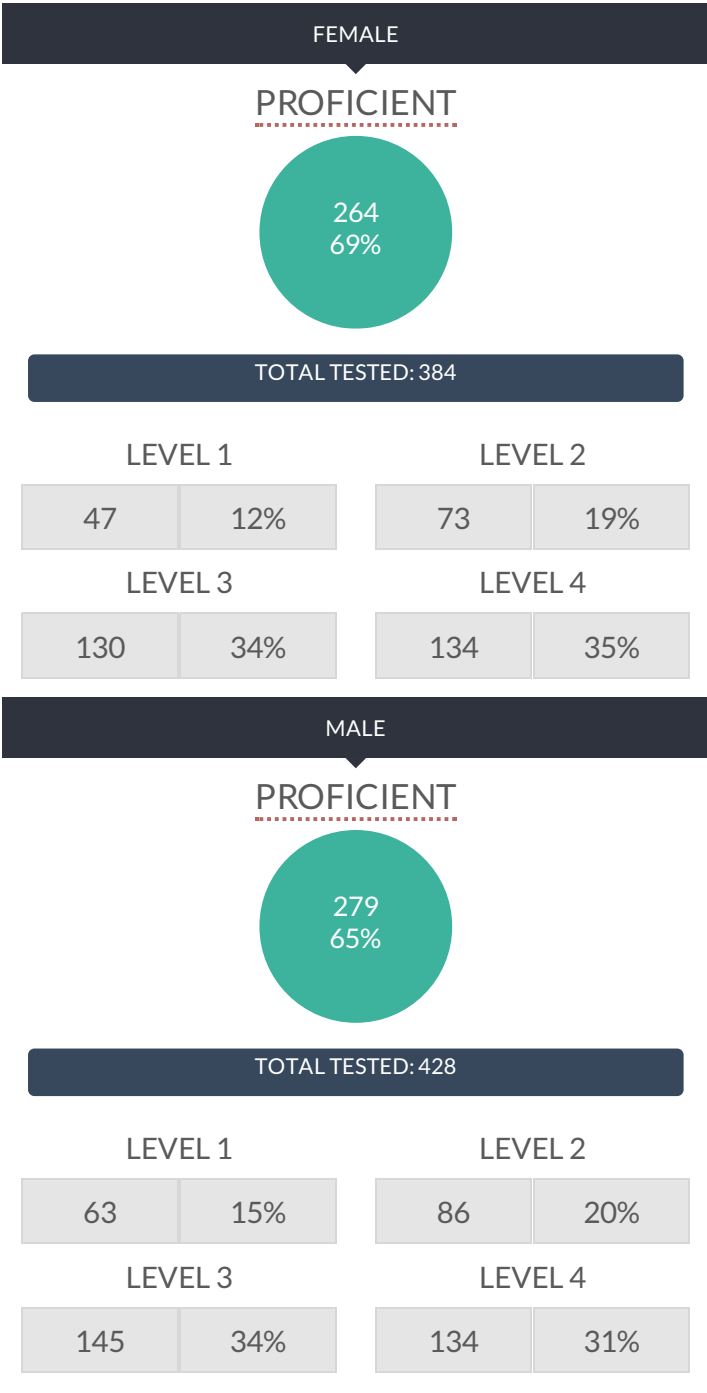 FEMALE
PROFICIENT
264
69%
TOTAL TESTED: 384
LEVEL 1 LEVEL 2
47 12% 73 19%
LEVEL 3 LEVEL 4
130 34% 134 35%
MALE
PROFICIENT
279
65%
TOTAL TESTED: 428
LEVEL 1 LEVEL 2
63 15% 86 20%
LEVEL 3 LEVEL 4
145 34% 134 31%